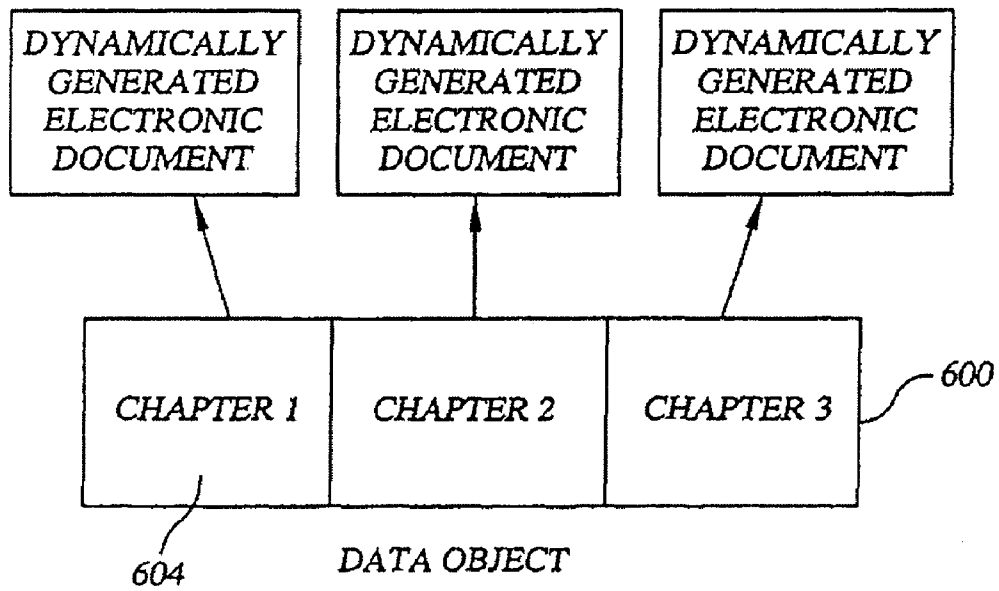 DYNAMICALLY
GENERATED
ELECTRONIC
DOCUMENT
DYNAMICALLY
GENERATED
ELECTRONIC
DOCUMENT
DYNAMICALLY
GENERATED
ELECTRONIC
DOCUMENT
CHAPTER 1
CHAPTER 2
CHAPTER 3
600
604
DATA OBJECT